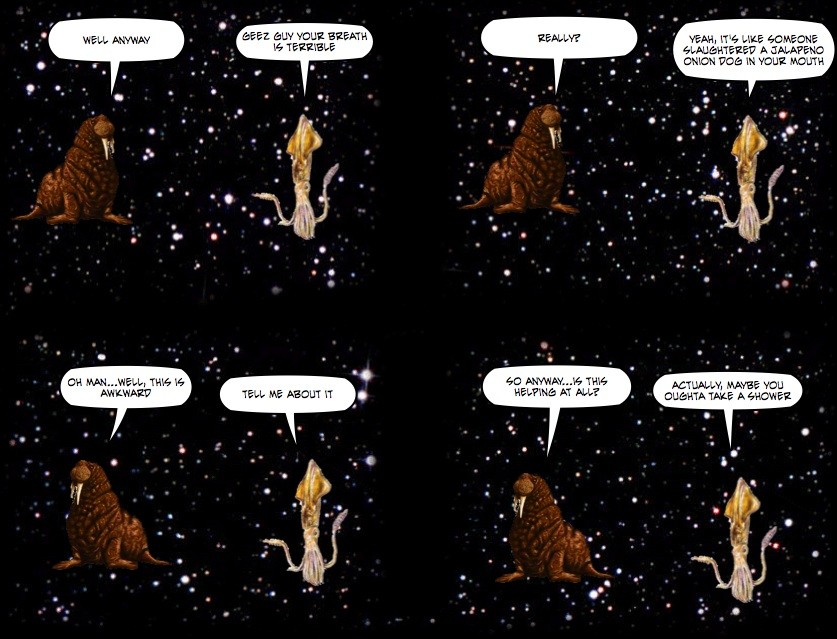 WELL ANYWAY
GEEZ GUY YOUR BREATH
IS TERRIBLE
REALLY?
YEAH, IT'S LIKE SOMEONE
SLAUGHTERED A JALAPENO
ONION DOG IN YOUR MOUTH
OH MAN...WELL, THIS IS
AWKWARD
TELL ME ABOUT IT
SO ANYWAY...IS THIS
HELPING AT ALL?
ACTUALLY, MAYBE YOU
OUGHTA TAKE A SHOWER